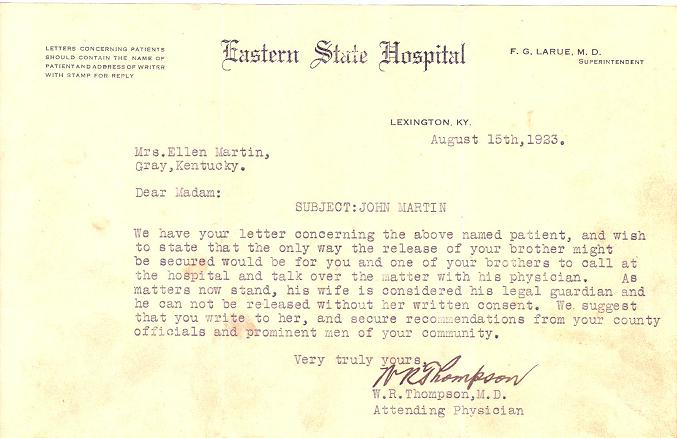 LETTERS CONCERNING PATIENTS
SHOULD CONTAIN THE NAME OF
PATIENT AND ADDRESS OF WRITER
WITH STAMP FOR REPLY
Eastern State Hospital
F. G. LARUE, M. D.
SUPERINTENDENT
LEXINGTON, KY.
August 15th,1923.
Mrs.Ellen Martin,
Gray,Kentucky.
Dear Madam:
SUBJECT:JOHN MARTIN
We have your letter concerning the above named patient, and wish
to state that the only way the release of your brother might
be secured would be for you and one of your brothers to call at
the hospital and talk over the matter with his physician. As
matters now stand, his wife is considered his legal guardian and
he can not be released without her written consent. We suggest
that you write to her, and secure recommendations from your county
officials and prominent men of your community.
Very truly yours,
W R Thompson
W.R.Thompson,M.D.
Attending Physician